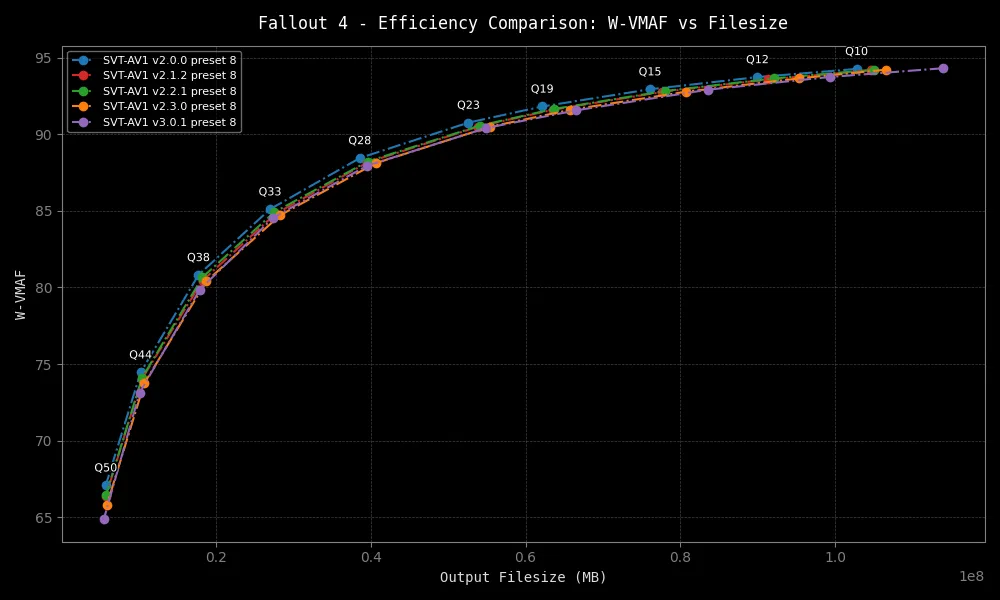 Fallout 4 - Efficiency Comparison: W-VMAF vs Filesize
SVT-AV1 v2.0.0 preset 8
SVT-AV1 v2.1.2 preset 8
SVT-AV1 v2.2.1 preset 8
SVT-AV1 v2.3.0 preset 8
SVT-AV1 v3.0.1 preset 8
Q10
Q12
Q15
Q19
Q23
Q28
Q33
Q38
Q44
Q50
95
90
85
80
75
70
65
W-VMAF
0.2
0.4
0.6
0.8
1.0
1e8
Output Filesize (MB)